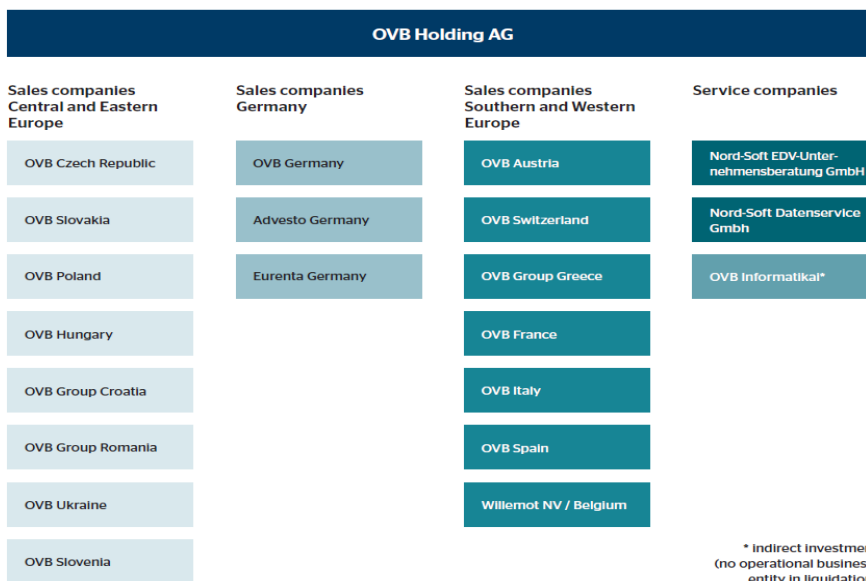 OVB Holding AG
Sales companies
Central and Eastern
Europe
OVB Czech Republic
OVB Slovakia
OVB Poland
OVB Hungary
OVB Group Croatia
OVB Group Romania
OVB Ukraine
OVB Slovenia
Sales companies
Germany
OVB Germany
Advesto Germany
Eurenta Germany
Sales companies
Southern and Western
Europe
OVB Austria
OVB Switzerland
OVB Group Greece
OVB France
OVB Italy
OVB Spain
Willemot NV / Belgium
Service companies
Nord-Soft EDV-Unter-
nehmensberatung GmbH
Nord-Soft Datenservice
Gmbh
OVB Informatikai*
* indirect
(no operational
entity in